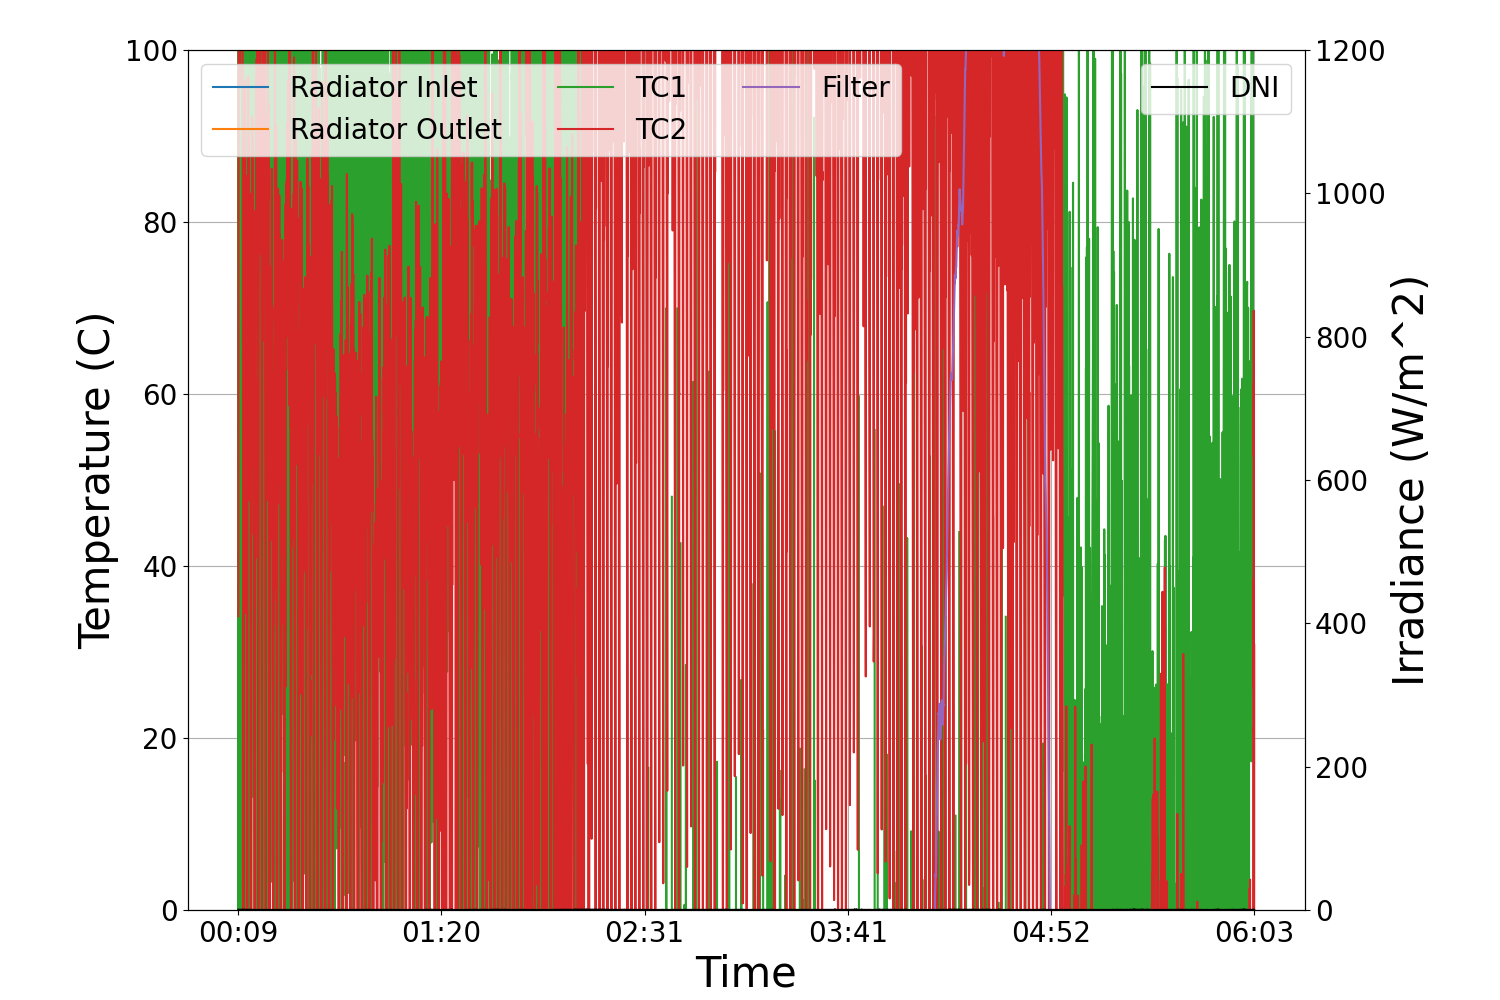 100
80
60
40
20
0
Temperature (C)
Radiator Inlet
Radiator Outlet
TC1
TC2
Filter
DNI
1200
1000
800
600
400
200
0
Irradiance (W/m^2)
00:09
01:20
02:31
03:41
04:52
06:03
Time